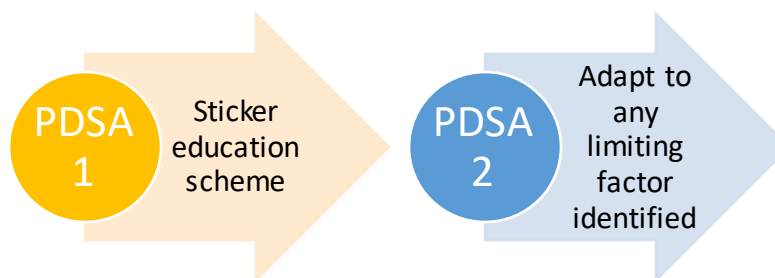 PDSA
1
Sticker
education
scheme
PDSA
2
Adapt to
any
limiting
factor
identified